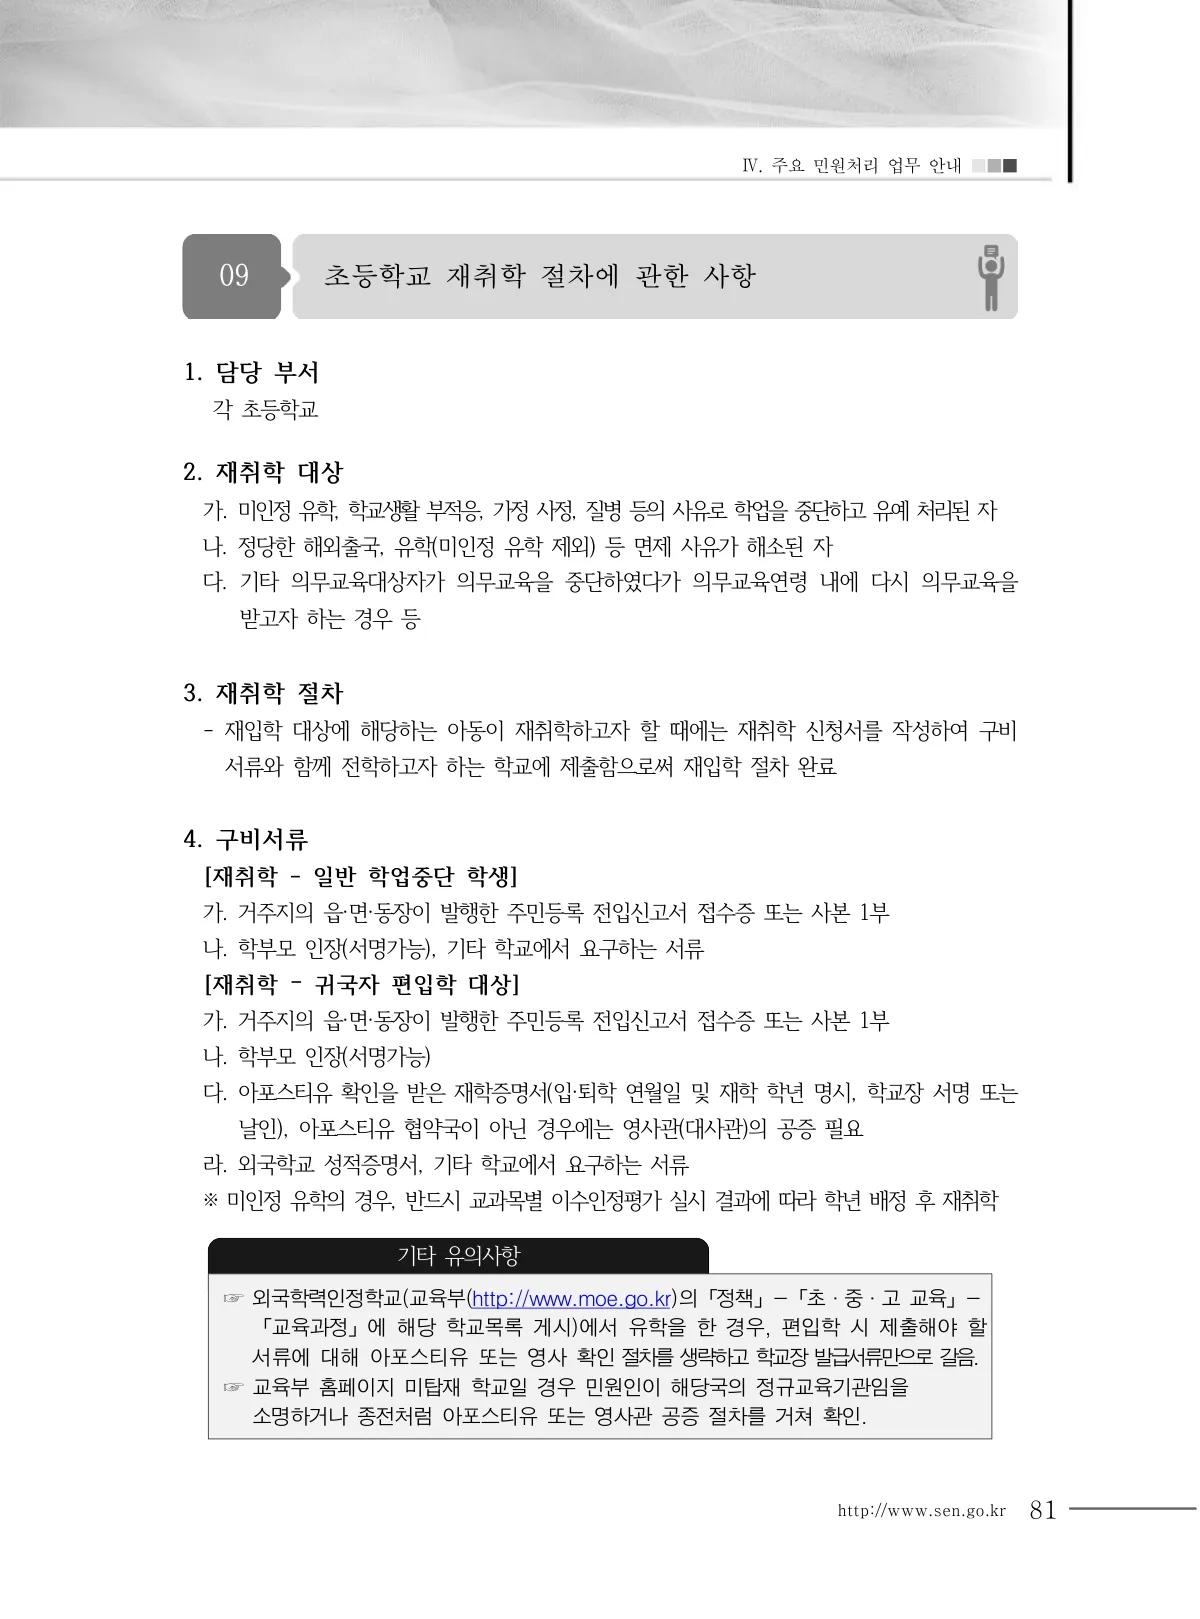 Ⅳ. 주요 민원처리 업무 안내
09
초등학교 재취학 절차에 관한 사항
1. 담당 부서
각 초등학교
2. 재취학 대상
가. 미인정 유학, 학교생활 부적응, 가정 사정, 질병 등의 사유로 학업을 중단하고 유예 처리된 자
나. 정당한 해외출국, 유학(미인정 유학 제외) 등 면제 사유가 해소된 자
다. 기타 의무교육대상자가 의무교육을 중단하였다가 의무교육연령 내에 다시 의무교육을
받고자 하는 경우 등
3. 재취학 절차
- 재입학 대상에 해당하는 아동이 재취학하고자 할 때에는 재취학 신청서를 작성하여 구비
서류와 함께 전학하고자 하는 학교에 제출함으로써 재입학 절차 완료
4. 구비서류
[재취학 - 일반 학업중단 학생]
가. 거주지의 읍·면·동장이 발행한 주민등록 전입신고서 접수증 또는 사본 1부
나. 학부모 인장(서명가능), 기타 학교에서 요구하는 서류
[재취학 - 귀국자 편입학 대상]
가. 거주지의 읍·면·동장이 발행한 주민등록 전입신고서 접수증 또는 사본 1부
나. 학부모 인장(서명가능)
다. 아포스티유 확인을 받은 재학증명서(입·퇴학 연월일 및 재학 학년 명시, 학교장 서명 또는
날인), 아포스티유 협약국이 아닌 경우에는 영사관(대사관)의 공증 필요
라. 외국학교 성적증명서, 기타 학교에서 요구하는 서류
※ 미인정 유학의 경우, 반드시 교과목별 이수인정평가 실시 결과에 따라 학년 배정 후 재취학
기타 유의사항
☞ 외국학력인정학교(교육부(http://www.moe.go.kr)의「정책」-「초·중·고 교육」-
「교육과정」에 해당 학교목록 게시)에서 유학을 한 경우, 편입학 시 제출해야 할
서류에 대해 아포스티유 또는 영사 확인 절차를 생략하고 학교장 발급서류만으로 갈음.
☞ 교육부 홈페이지 미탑재 학교일 경우 민원인이 해당국의 정규교육기관임을
소명하거나 종전처럼 아포스티유 또는 영사관 공증 절차를 거쳐 확인.
http://www.sen.go.kr 81